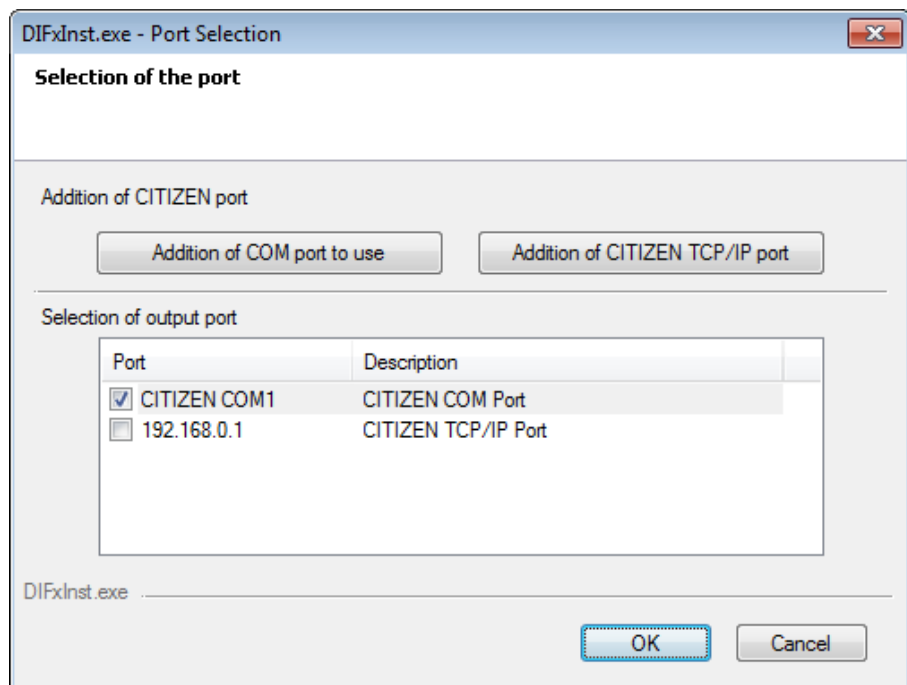 DIFxInst.exe - Port Selection
Selection of the port
Addition of CITIZEN port
Addition of COM port to use
Addition of CITIZEN TCP/IP port
Selection of output port
Port Description
CITIZEN COM1 CITIZEN COM Port
192.168.0.1 CITIZEN TCP/IP Port
DIFxInst.exe
OK Cancel